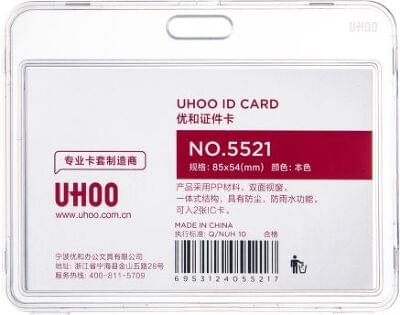 UHOO
UHOO ID CARD
优和证件卡
NO.5521
规格: 85x54(mm) 颜色: 本色
专业卡套制造商
UHOO
www.uhoo.com.cn
产品采用PP材料，双面视窗，
一体式结构，具有防尘、防雨水功能。
可入2张IC卡。
MADE IN CHINA
执行标准: Q/NUH 10 合格
宁波优和办公文具有限公司
地址: 浙江省宁海县金山五路28号
服务热线: 400-811-5709
6953124055217